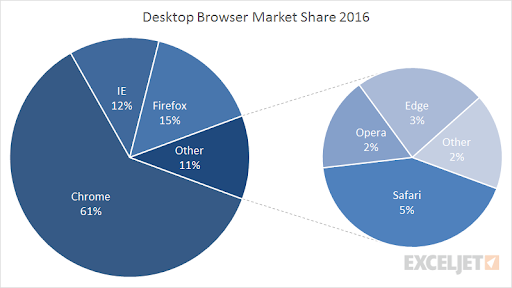 Desktop Browser Market Share 2016
IE
12%
Firefox
15%
Other
11%
Chrome
61%
Edge
3%
Opera
2%
Other
2%
Safari
5%
EXCELJET